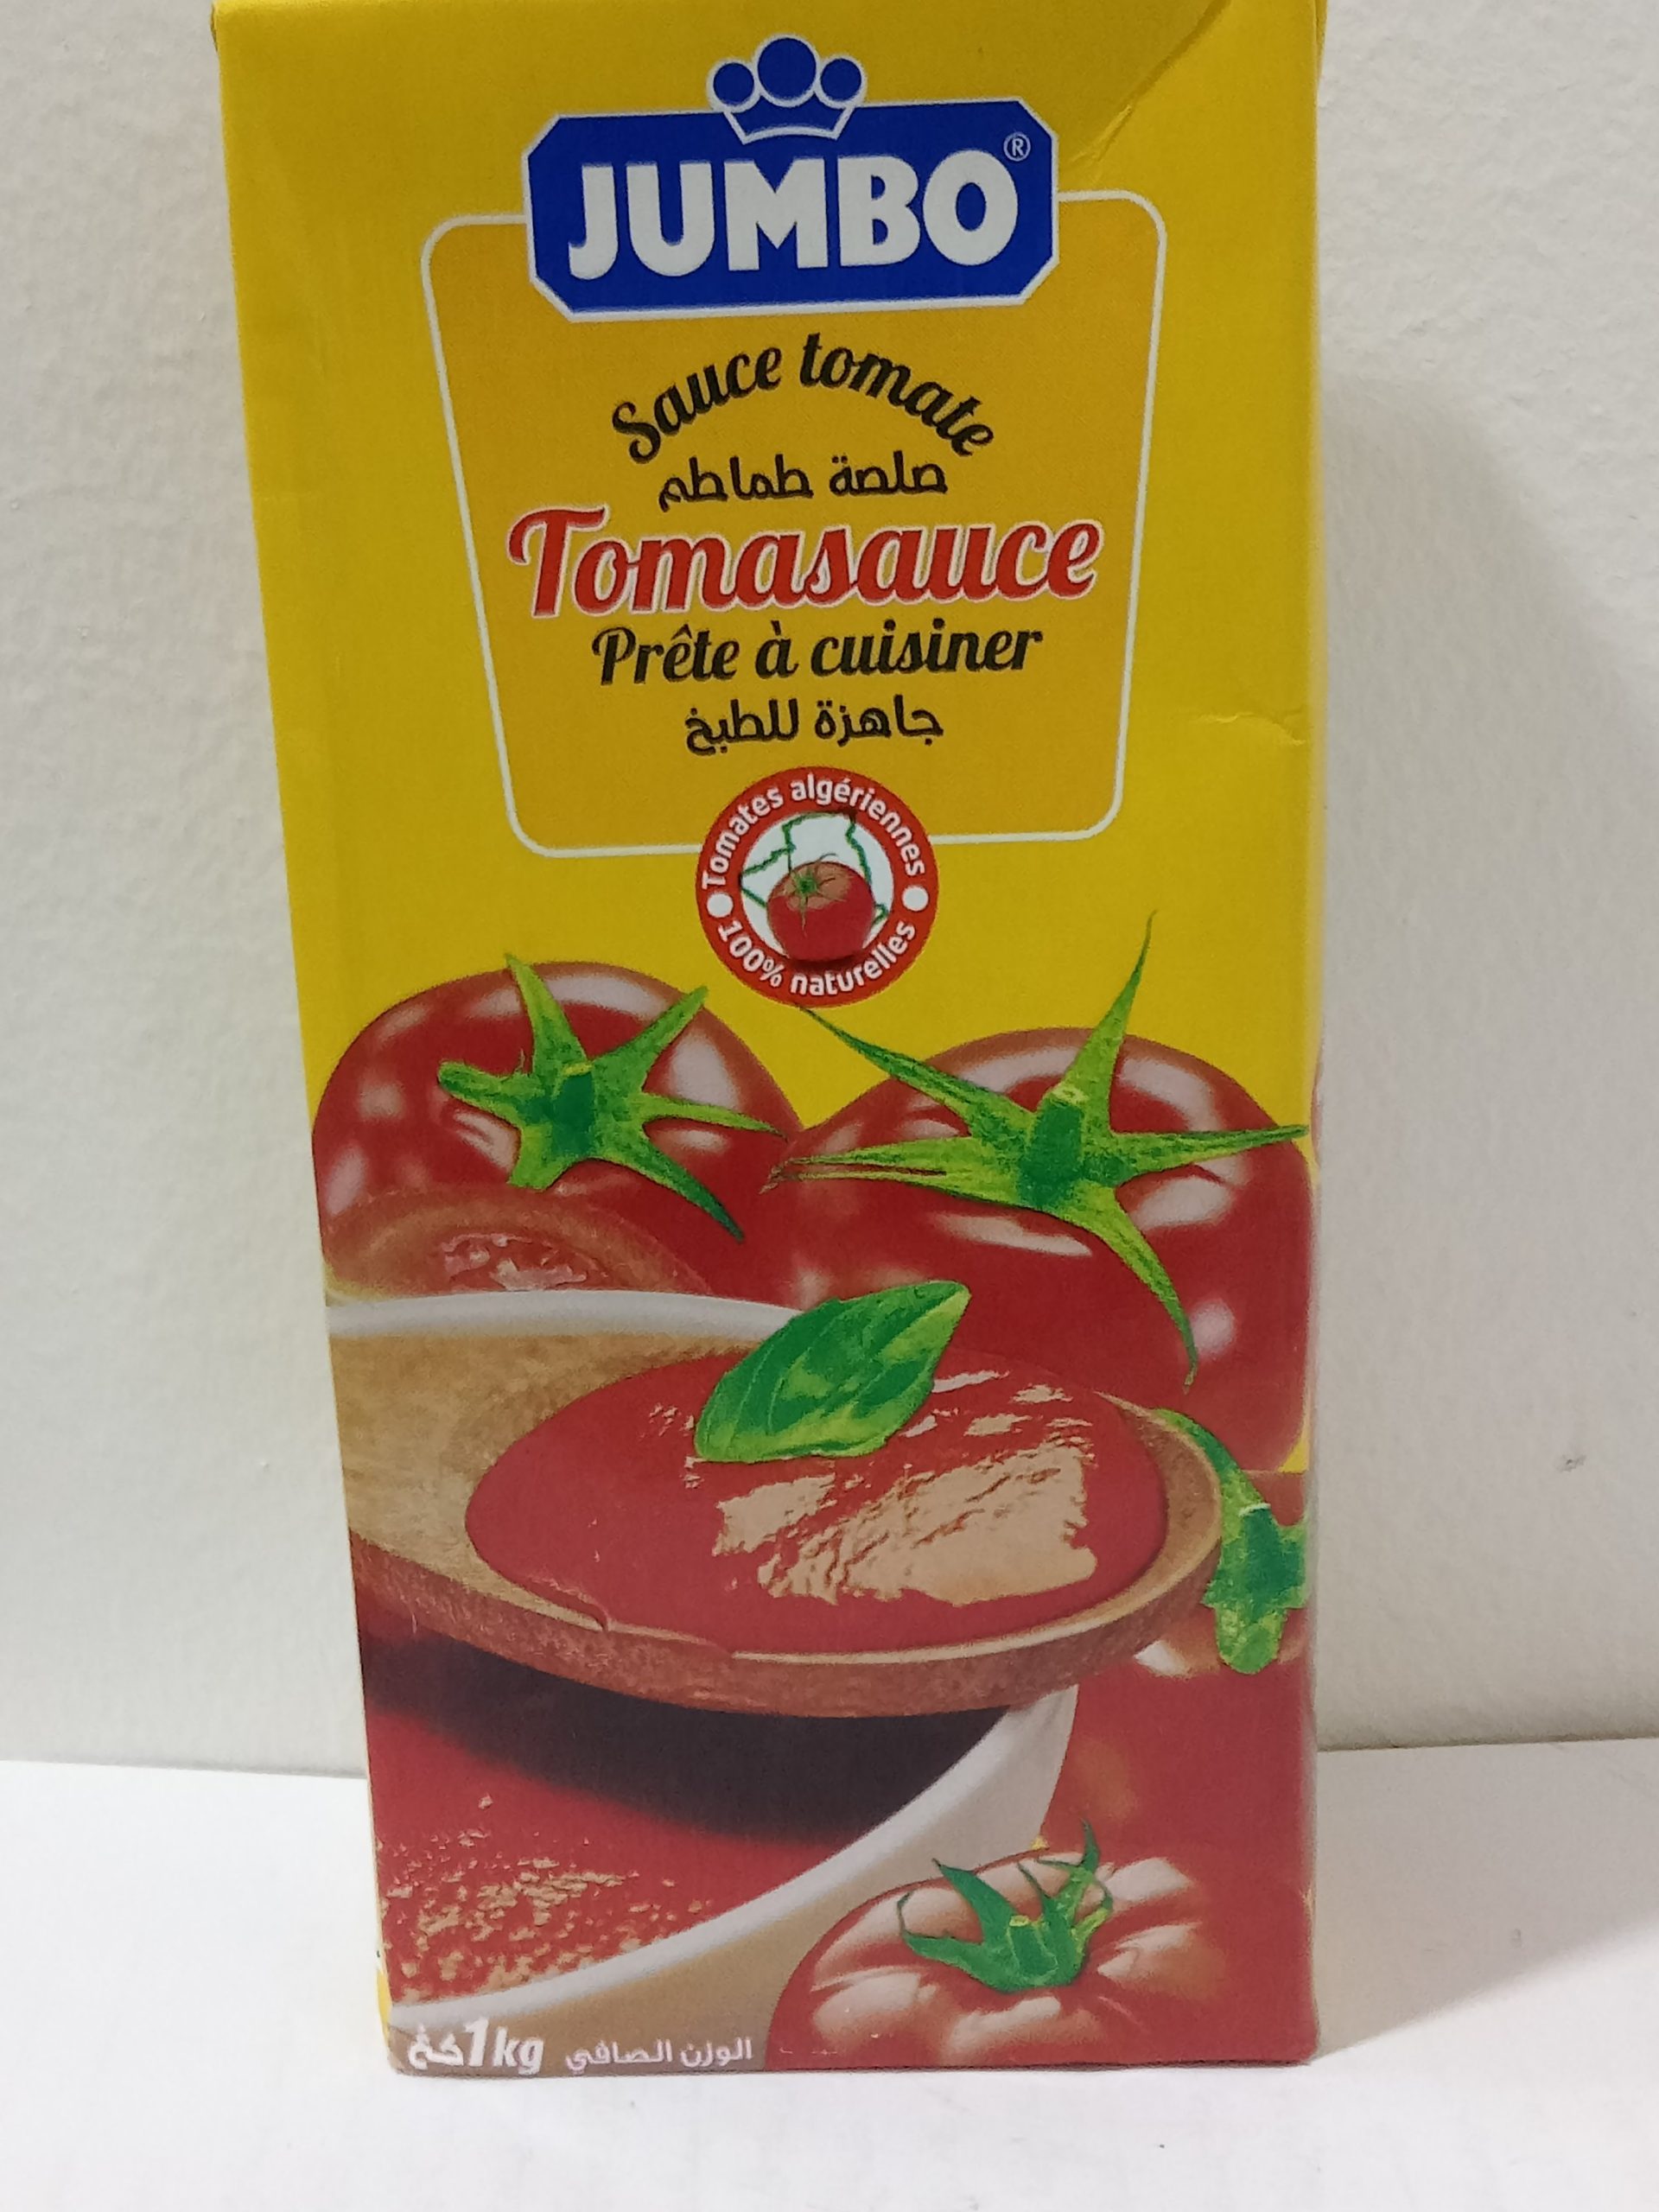 JUMBO®
Sauce tomate
صلصة طماطم
Tomasauce
Prête à cuisiner
جاهزة للطبخ
Tomates algériennes
100% naturelles
الوزن الصافي 1kg كغ